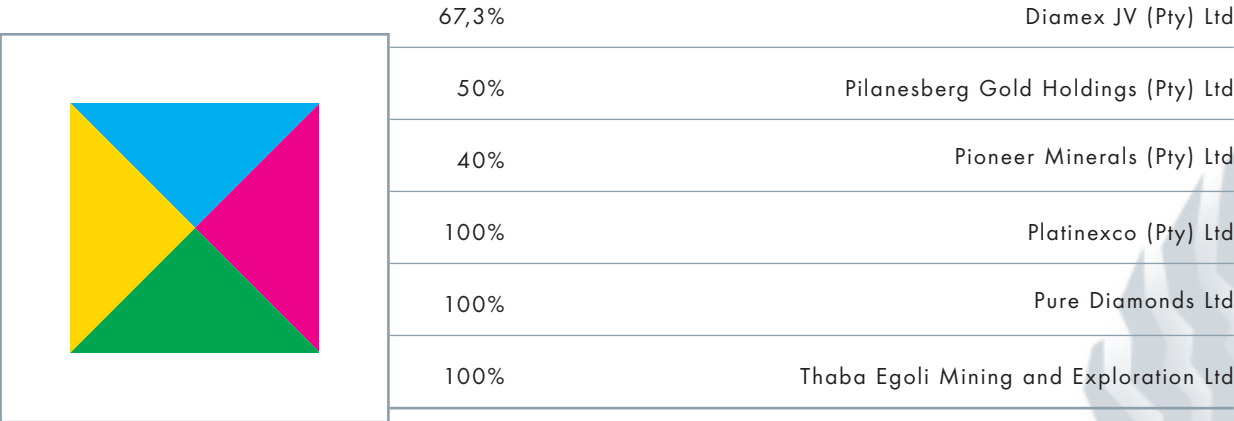 67,3% Diamex JV (Pty) Ltd
50% Pilanesberg Gold Holdings (Pty) Ltd
40% Pioneer Minerals (Pty) Ltd
100% Platinexco (Pty) Ltd
100% Pure Diamonds Ltd
100% Thaba Egoli Mining and Exploration Ltd